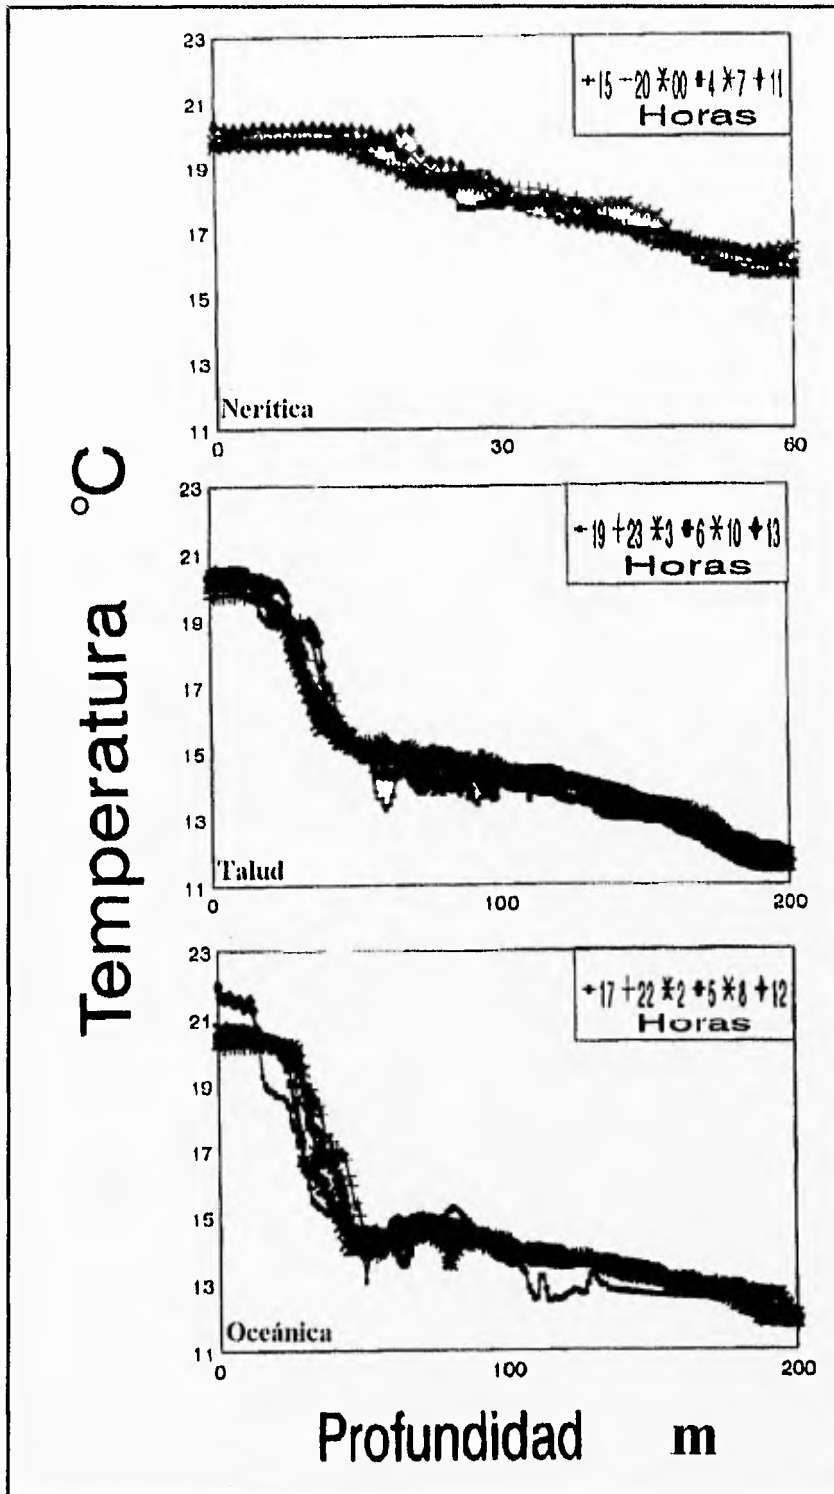 Temperatura °C
23
21
19
17
15
13
11
+15 -20 *00 +4 *7 +11
Horas
Nerítica
0 30 60
23
21
19
17
15
13
11
+19 +23 *3 +6 *10 +13
Horas
Talud
0 100 200
23
21
19
17
15
13
11
+17 +22 *2 +5 *8 +12
Horas
Oceánica
0 100 200
Profundidad m